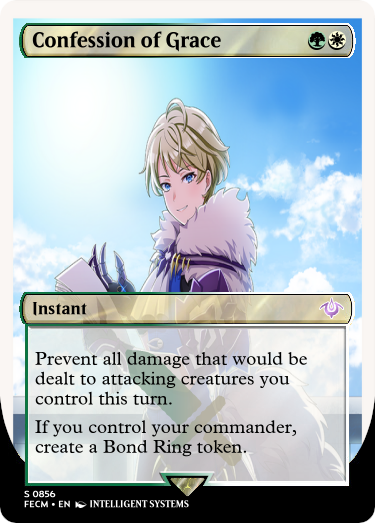 Confession of Grace
Instant
Prevent all damage that would be
dealt to attacking creatures you
control this turn.
If you control your commander,
create a Bond Ring token.
S 0856
FECM • EN INTELLIGENT SYSTEMS